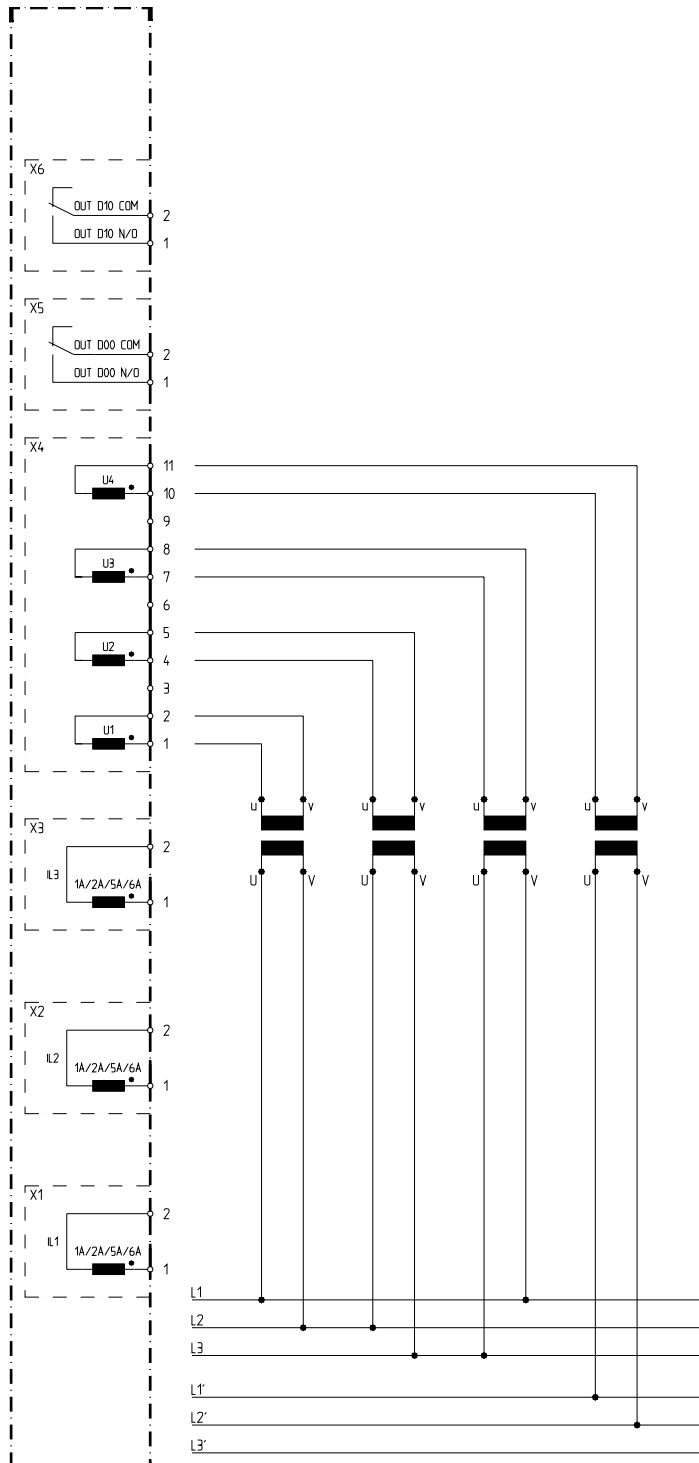 X6
OUT D10 COM
2
OUT D10 N/O
1
X5
OUT D00 COM
2
OUT D00 N/O
1
X4
11
U4
10
9
8
U3
7
6
5
U2
4
3
2
U1
1
U V U V U V U V
X3
2
IL3
1A/2A/5A/6A
1
U V U V U V U V
X2
2
IL2
1A/2A/5A/6A
1
X1
2
IL1
1A/2A/5A/6A
1
L1
L2
L3
L1'
L2'
L3'